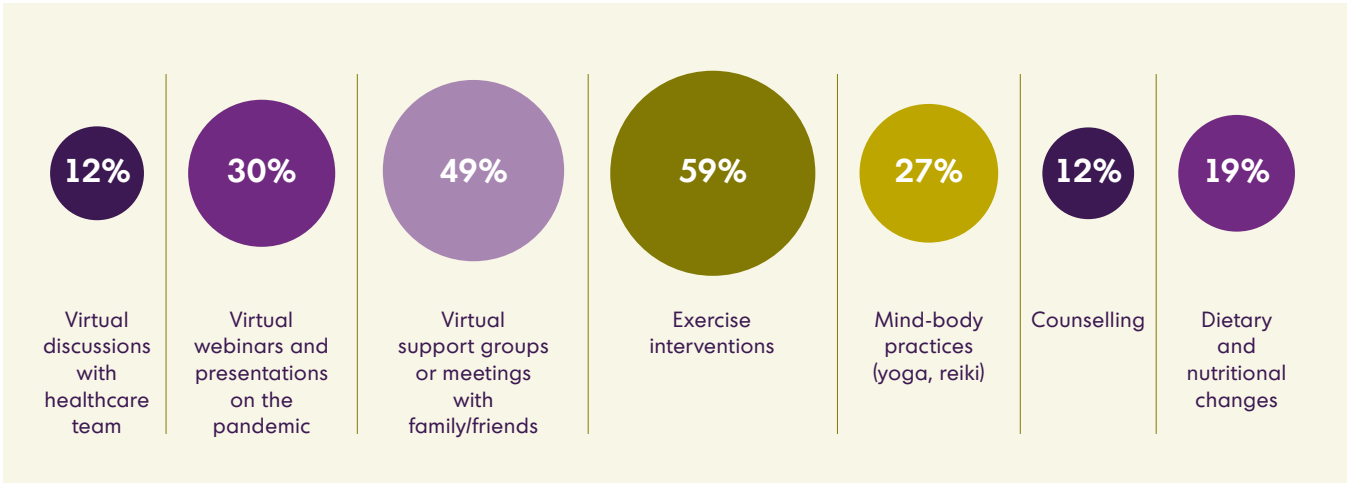 12%
30%
49%
59%
27%
12%
19%
Virtual
discussions
with
healthcare
team
Virtual
webinars and
presentations
on the
pandemic
Virtual
support groups
or meetings
with
family/friends
Exercise
interventions
Mind-body
practices
(yoga, reiki)
Counselling
Dietary
and
nutritional
changes